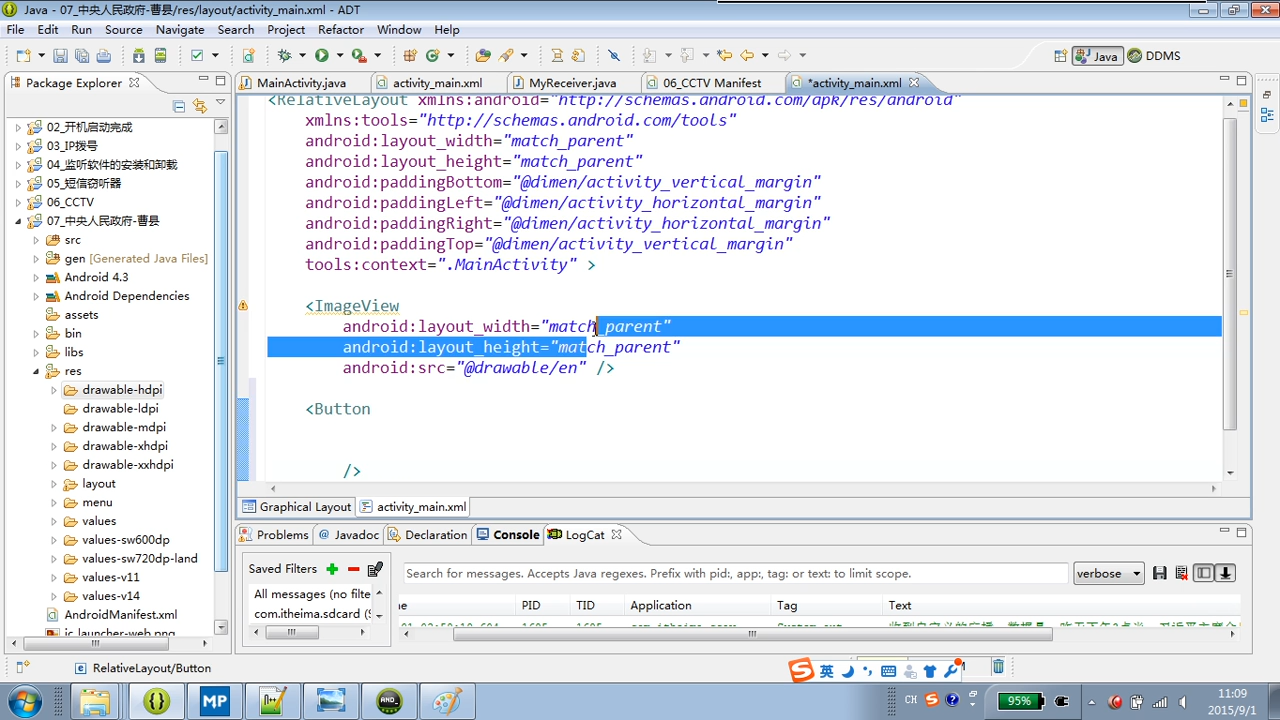 Java - 07_中央人民政府-曹县/res/layout/activity_main.xml - ADT
File Edit Run Source Navigate Search Project Refactor Window Help
Java DDMS
Package Explorer
MainActivity.java activity_main.xml MyReceiver.java 06_CCTV Manifest *activity_main.xml
02_开机启动完成
03_IP拨号
04_监听软件的安装和卸载
05_短信窃听器
06_CCTV
07_中央人民政府-曹县
src
gen [Generated Java Files]
Android 4.3
Android Dependencies
assets
bin
libs
res
drawable-hdpi
drawable-ldpi
drawable-mdpi
drawable-xhdpi
drawable-xxhdpi
layout
menu
values
values-sw600dp
values-sw720dp-land
values-v11
values-v14
AndroidManifest.xml
ic_launcher-web.png
<RelativeLayout xmlns:android="http://schemas.android.com/apk/res/android"
xmlns:tools="http://schemas.android.com/tools"
android:layout_width="match_parent"
android:layout_height="match_parent"
android:paddingBottom="@dimen/activity_vertical_margin"
android:paddingLeft="@dimen/activity_horizontal_margin"
android:paddingRight="@dimen/activity_horizontal_margin"
android:paddingTop="@dimen/activity_vertical_margin"
tools:context=".MainActivity" >
<ImageView
android:layout_width="match_parent"
android:layout_height="match_parent"
android:src="@drawable/en" />
<Button
/>
Graphical Layout activity_main.xml
Problems @ Javadoc Declaration Console LogCat
Saved Filters
All messages (no filte
com.itheima.sdcard (S
Search for messages. Accepts Java regexes. Prefix with pid:, app:, tag: or text: to limit scope.
verbose
PID TID Application Tag Text
RelativeLayout/Button
英
MP
AND
CH
95%
11:09
2015/9/1